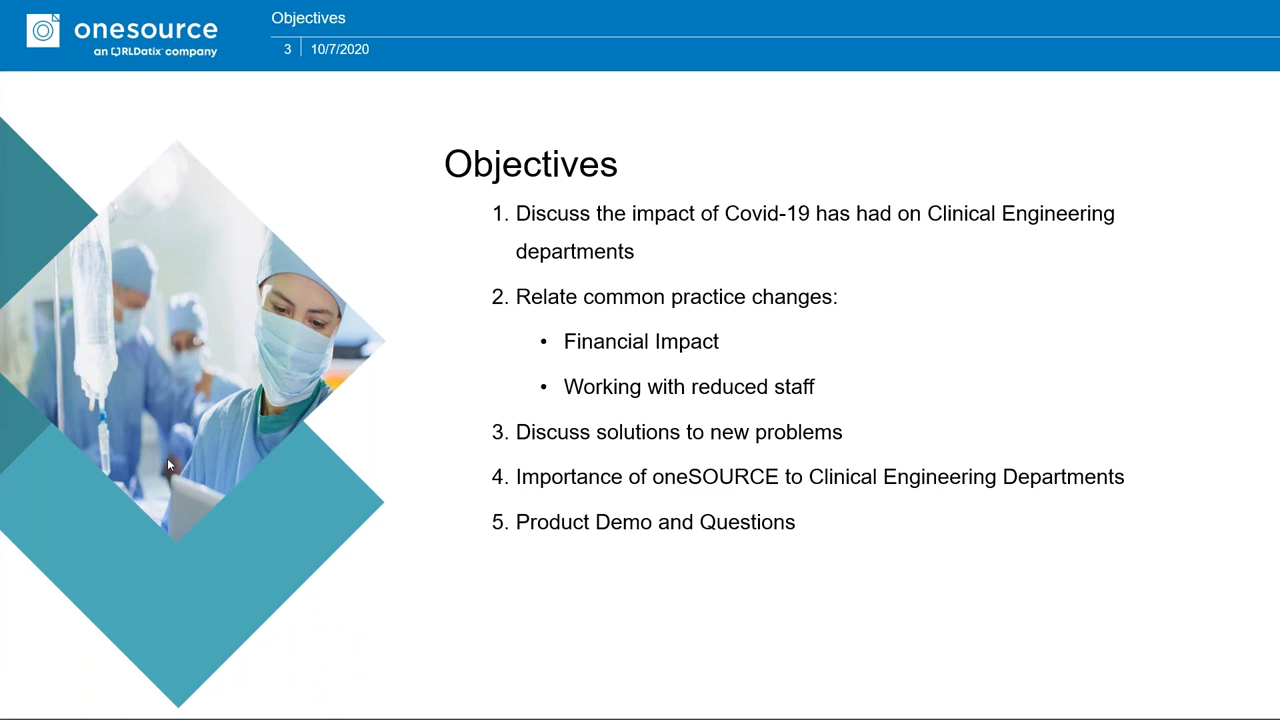 onesource
an RLDatix company
Objectives
3
10/7/2020
Objectives
1. Discuss the impact of Covid-19 has had on Clinical Engineering
departments
2. Relate common practice changes:
• Financial Impact
• Working with reduced staff
3. Discuss solutions to new problems
4. Importance of oneSOURCE to Clinical Engineering Departments
5. Product Demo and Questions